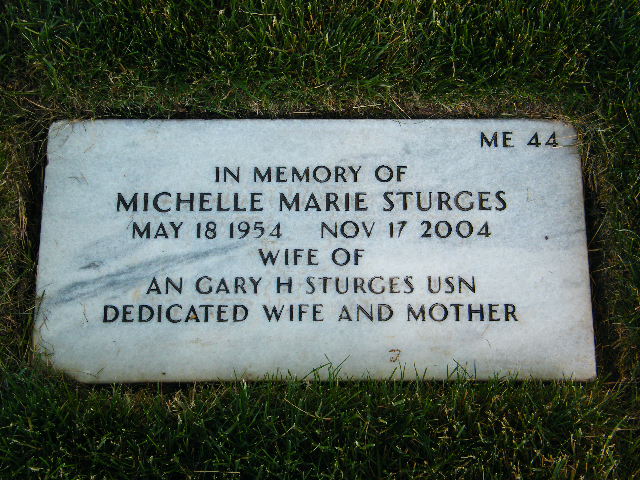 ME 44
IN MEMORY OF
MICHELLE MARIE STURGES
MAY 18 1954 NOV 17 2004
WIFE OF
AN GARY H STURGES USN
DEDICATED WIFE AND MOTHER